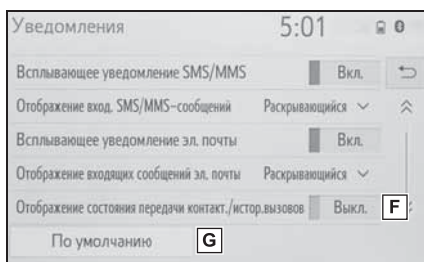 Уведомления 5:01
Всплывающее уведомление SMS/MMS Вкл.
Отображение вход. SMS/MMS-сообщений Раскрывающийся
Всплывающее уведомление эл. почты Вкл.
Отображение входящих сообщений эл. почты Раскрывающийся
Отображение состояния передачи контакт./истор.вызовов Выкл. F
По умолчанию G